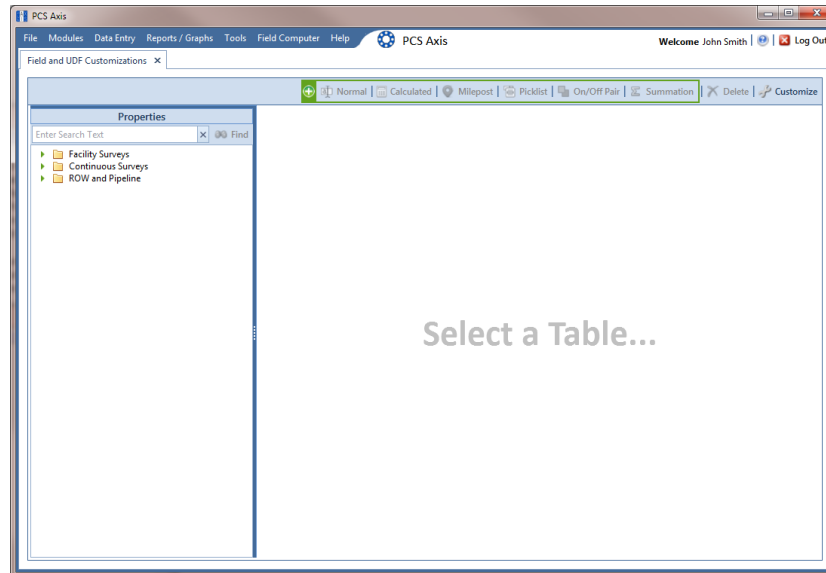 PCS Axis
File Modules Data Entry Reports / Graphs Tools Field Computer Help PCS Axis Welcome John Smith | Log Out
Field and UDF Customizations
Normal | Calculated | Milepost | Picklist | On/Off Pair | Summation | Delete | Customize
Properties
Enter Search Text Find
Facility Surveys
Continuous Surveys
ROW and Pipeline
Select a Table...